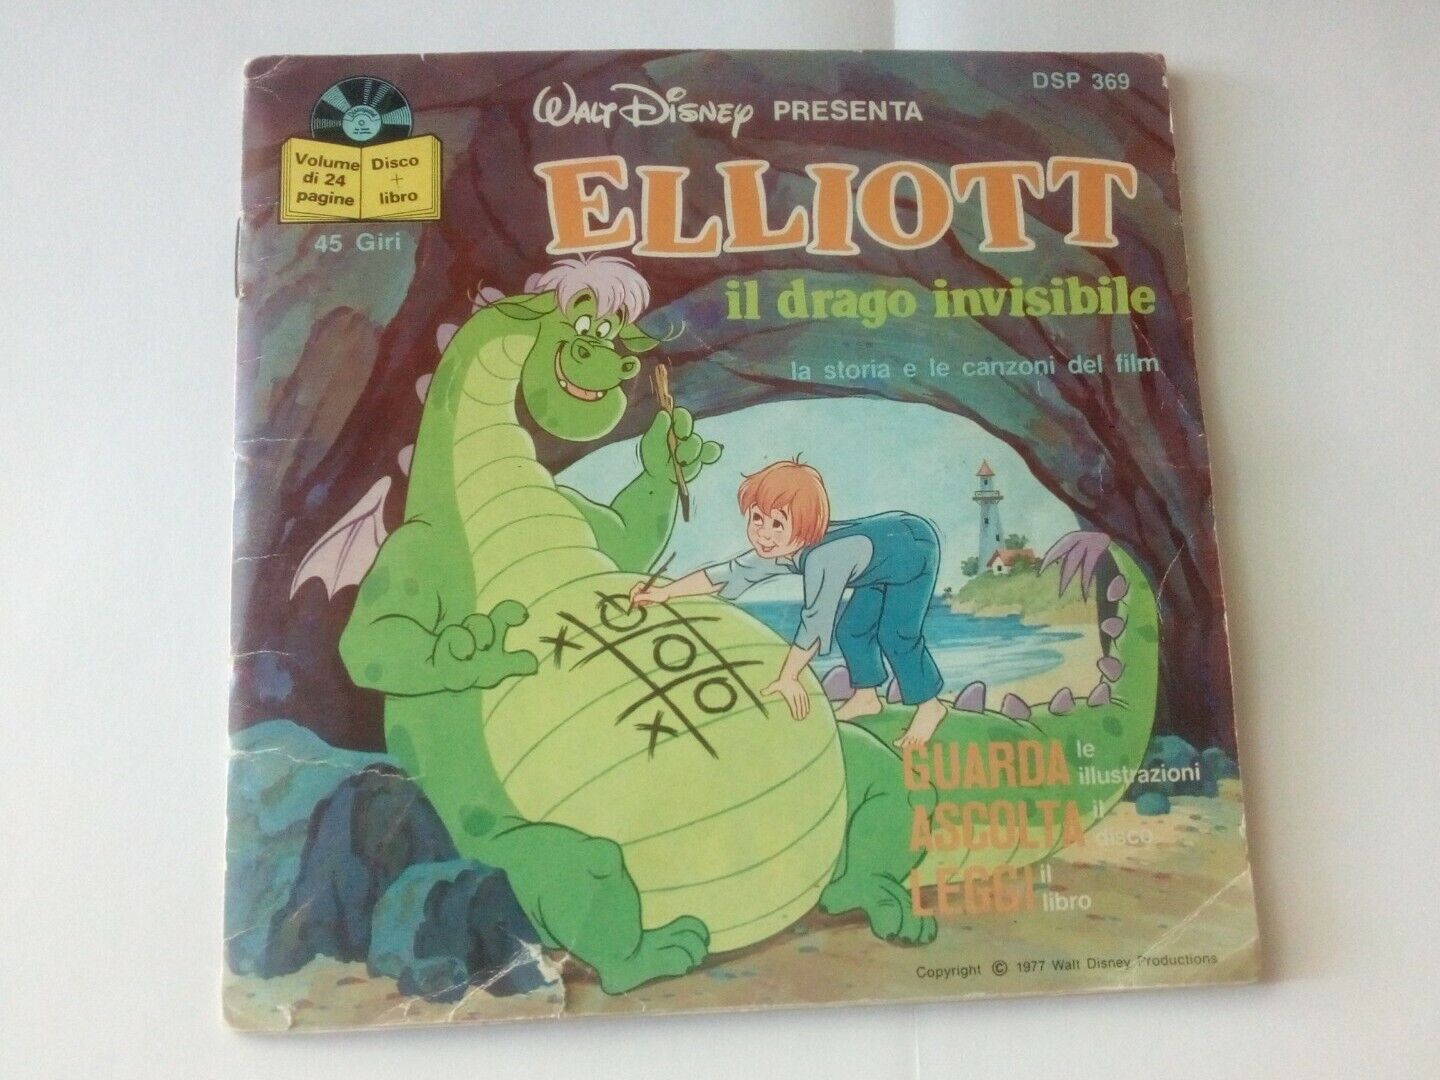 DSP 369
WALT DISNEY PRESENTA
ELLIOTT
il drago invisibile
la storia e le canzoni del film
Volume di 24 pagine
Disco + libro
45 Giri
X O O O X
GUARDA le illustrazioni
ASCOLTA il disco
LEGGI il libro
Copyright © 1977 Walt Disney Productions